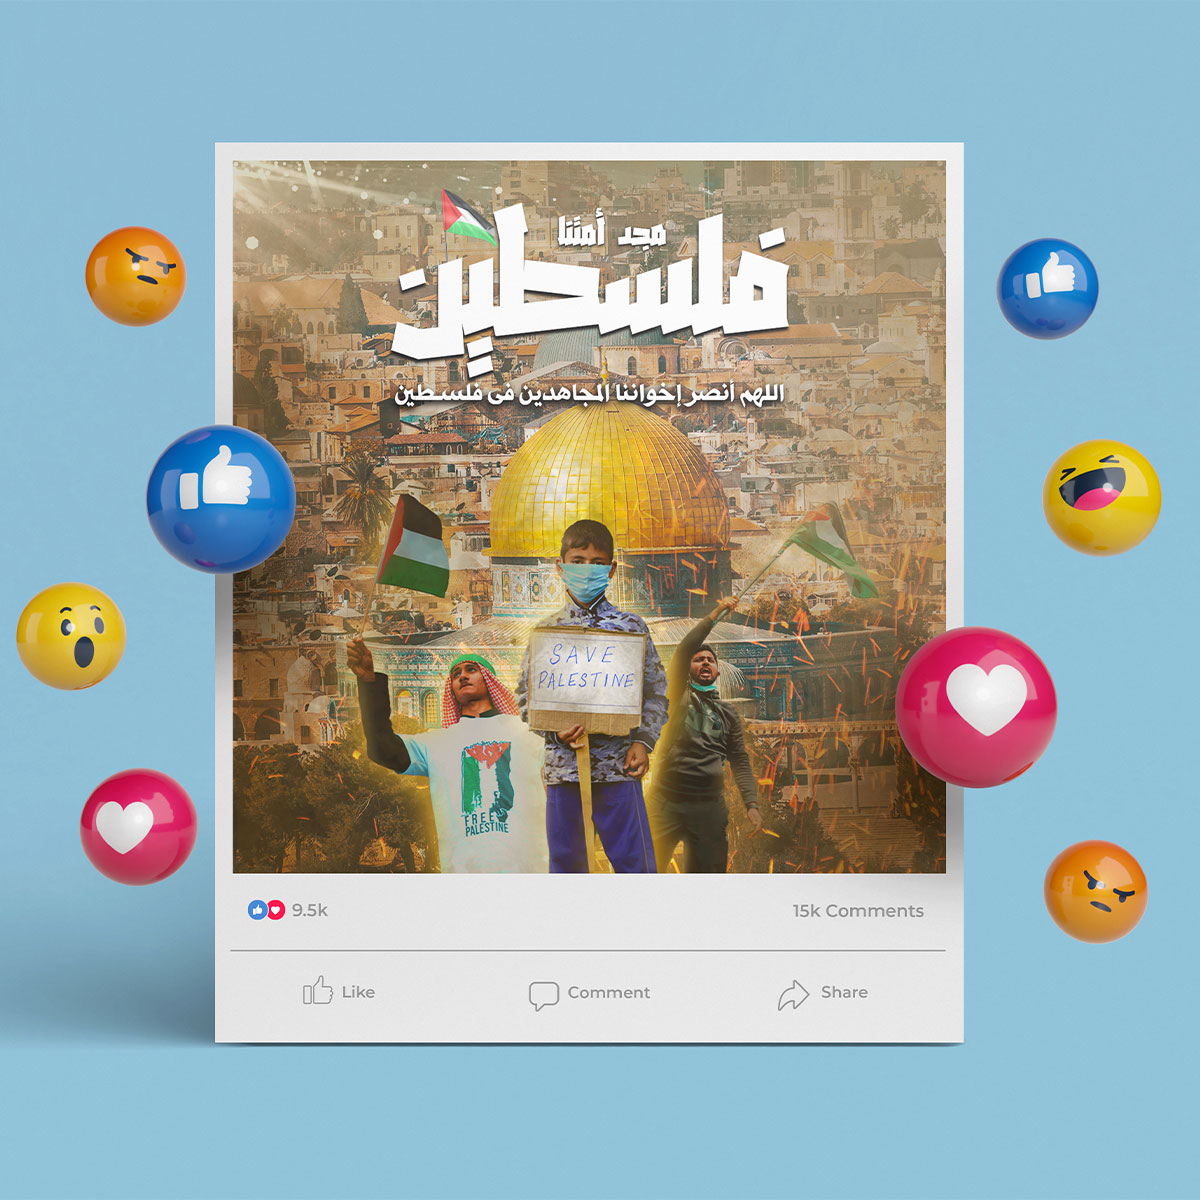 مجد أمتنا
فلسطين
اللهم أنصر إخواننا المجاهدين فى فلسطين
SAVE
PALESTINE
FREE
PALESTINE
9.5k
15k Comments
Like
Comment
Share